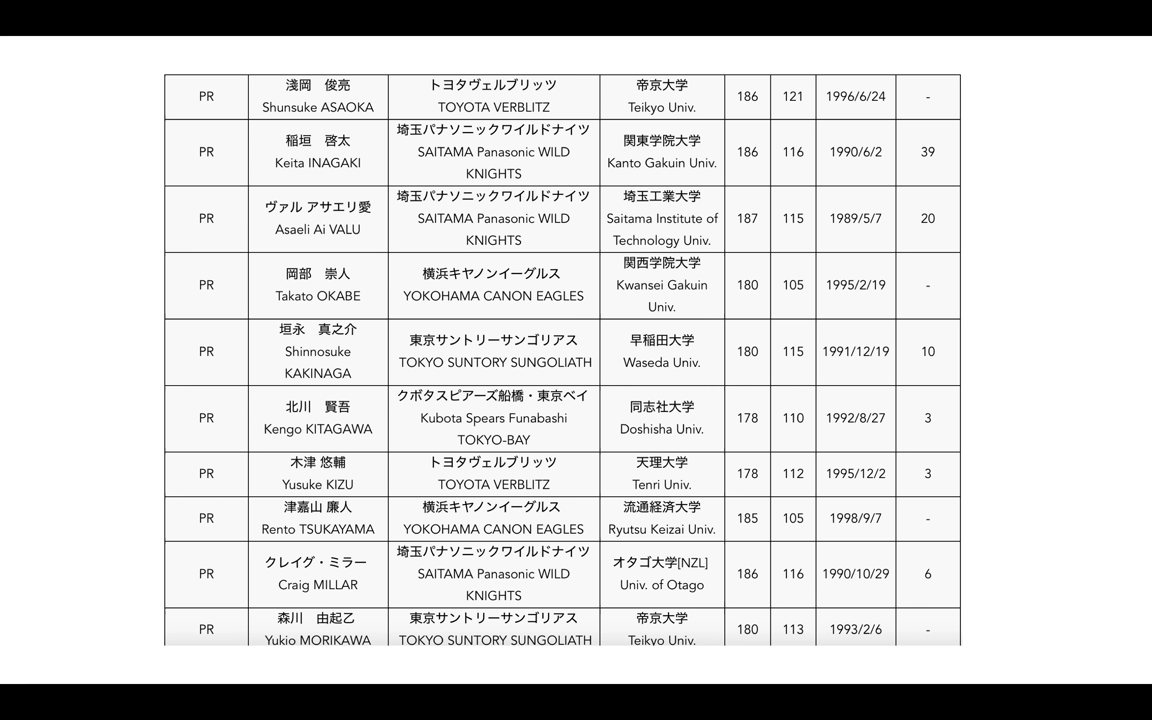 PR
淺岡　俊亮
Shunsuke ASAOKA
トヨタヴェルブリッツ
TOYOTA VERBLITZ
帝京大学
Teikyo Univ.
186
121
1996/6/24
-
PR
稲垣　啓太
Keita INAGAKI
埼玉パナソニックワイルドナイツ
SAITAMA Panasonic WILD
KNIGHTS
関東学院大学
Kanto Gakuin Univ.
186
116
1990/6/2
39
PR
ヴァル アサエリ愛
Asaeli Ai VALU
埼玉パナソニックワイルドナイツ
SAITAMA Panasonic WILD
KNIGHTS
埼玉工業大学
Saitama Institute of
Technology Univ.
187
115
1989/5/7
20
PR
岡部　崇人
Takato OKABE
横浜キヤノンイーグルス
YOKOHAMA CANON EAGLES
関西学院大学
Kwansei Gakuin
Univ.
180
105
1995/2/19
-
PR
垣永　真之介
Shinnosuke
KAKINAGA
東京サントリーサンゴリアス
TOKYO SUNTORY SUNGOLIATH
早稲田大学
Waseda Univ.
180
115
1991/12/19
10
PR
北川　賢吾
Kengo KITAGAWA
クボタスピアーズ船橋・東京ベイ
Kubota Spears Funabashi
TOKYO-BAY
同志社大学
Doshisha Univ.
178
110
1992/8/27
3
PR
木津 悠輔
Yusuke KIZU
トヨタヴェルブリッツ
TOYOTA VERBLITZ
天理大学
Tenri Univ.
178
112
1995/12/2
3
PR
津嘉山 廉人
Rento TSUKAYAMA
横浜キヤノンイーグルス
YOKOHAMA CANON EAGLES
流通経済大学
Ryutsu Keizai Univ.
185
105
1998/9/7
-
PR
クレイグ・ミラー
Craig MILLAR
埼玉パナソニックワイルドナイツ
SAITAMA Panasonic WILD
KNIGHTS
オタゴ大学[NZL]
Univ. of Otago
186
116
1990/10/29
6
PR
森川　由起乙
Yukio MORIKAWA
東京サントリーサンゴリアス
TOKYO SUNTORY SUNGOLIATH
帝京大学
Teikyo Univ.
180
113
1993/2/6
-